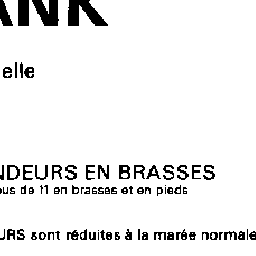 ANK
elle
NDEURS EN BRASSES
ous de 11 en brasses et en pieds
URS sont réduites à la marée normale